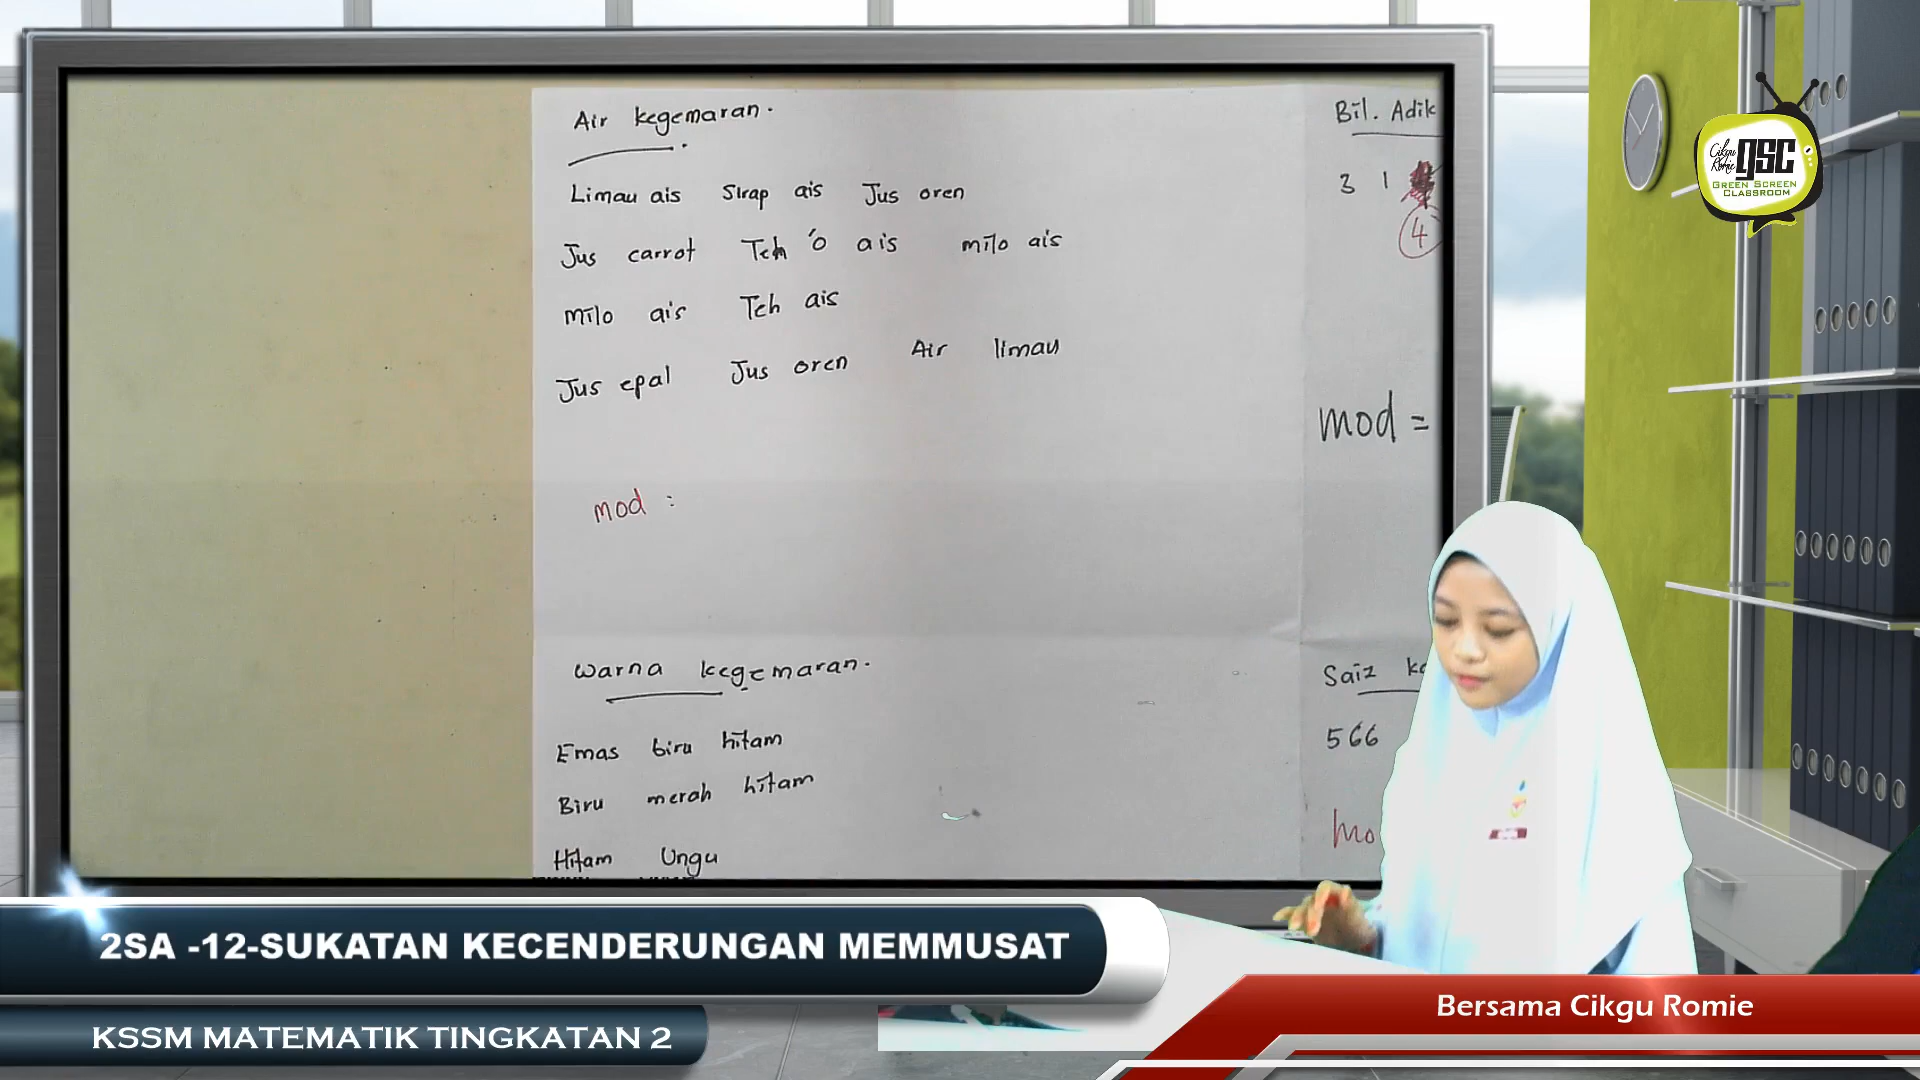 Air kegemaran.
Limau ais Sirap ais Jus oren
Jus carrot Teh 'O ais milo ais
milo ais Teh ais
Jus epal Jus oren Air limau
mod :
Warna kegemaran.
Emas biru hitam
Biru merah hitam
Hitam Ungu
Bil. Adik
3 1
4
mod =
Saiz
566
Mo
Cikgu Romie GSC
GREEN SCREEN
CLASSROOM
2SA -12-SUKATAN KECENDERUNGAN MEMMUSAT
KSSM MATEMATIK TINGKATAN 2
Bersama Cikgu Romie